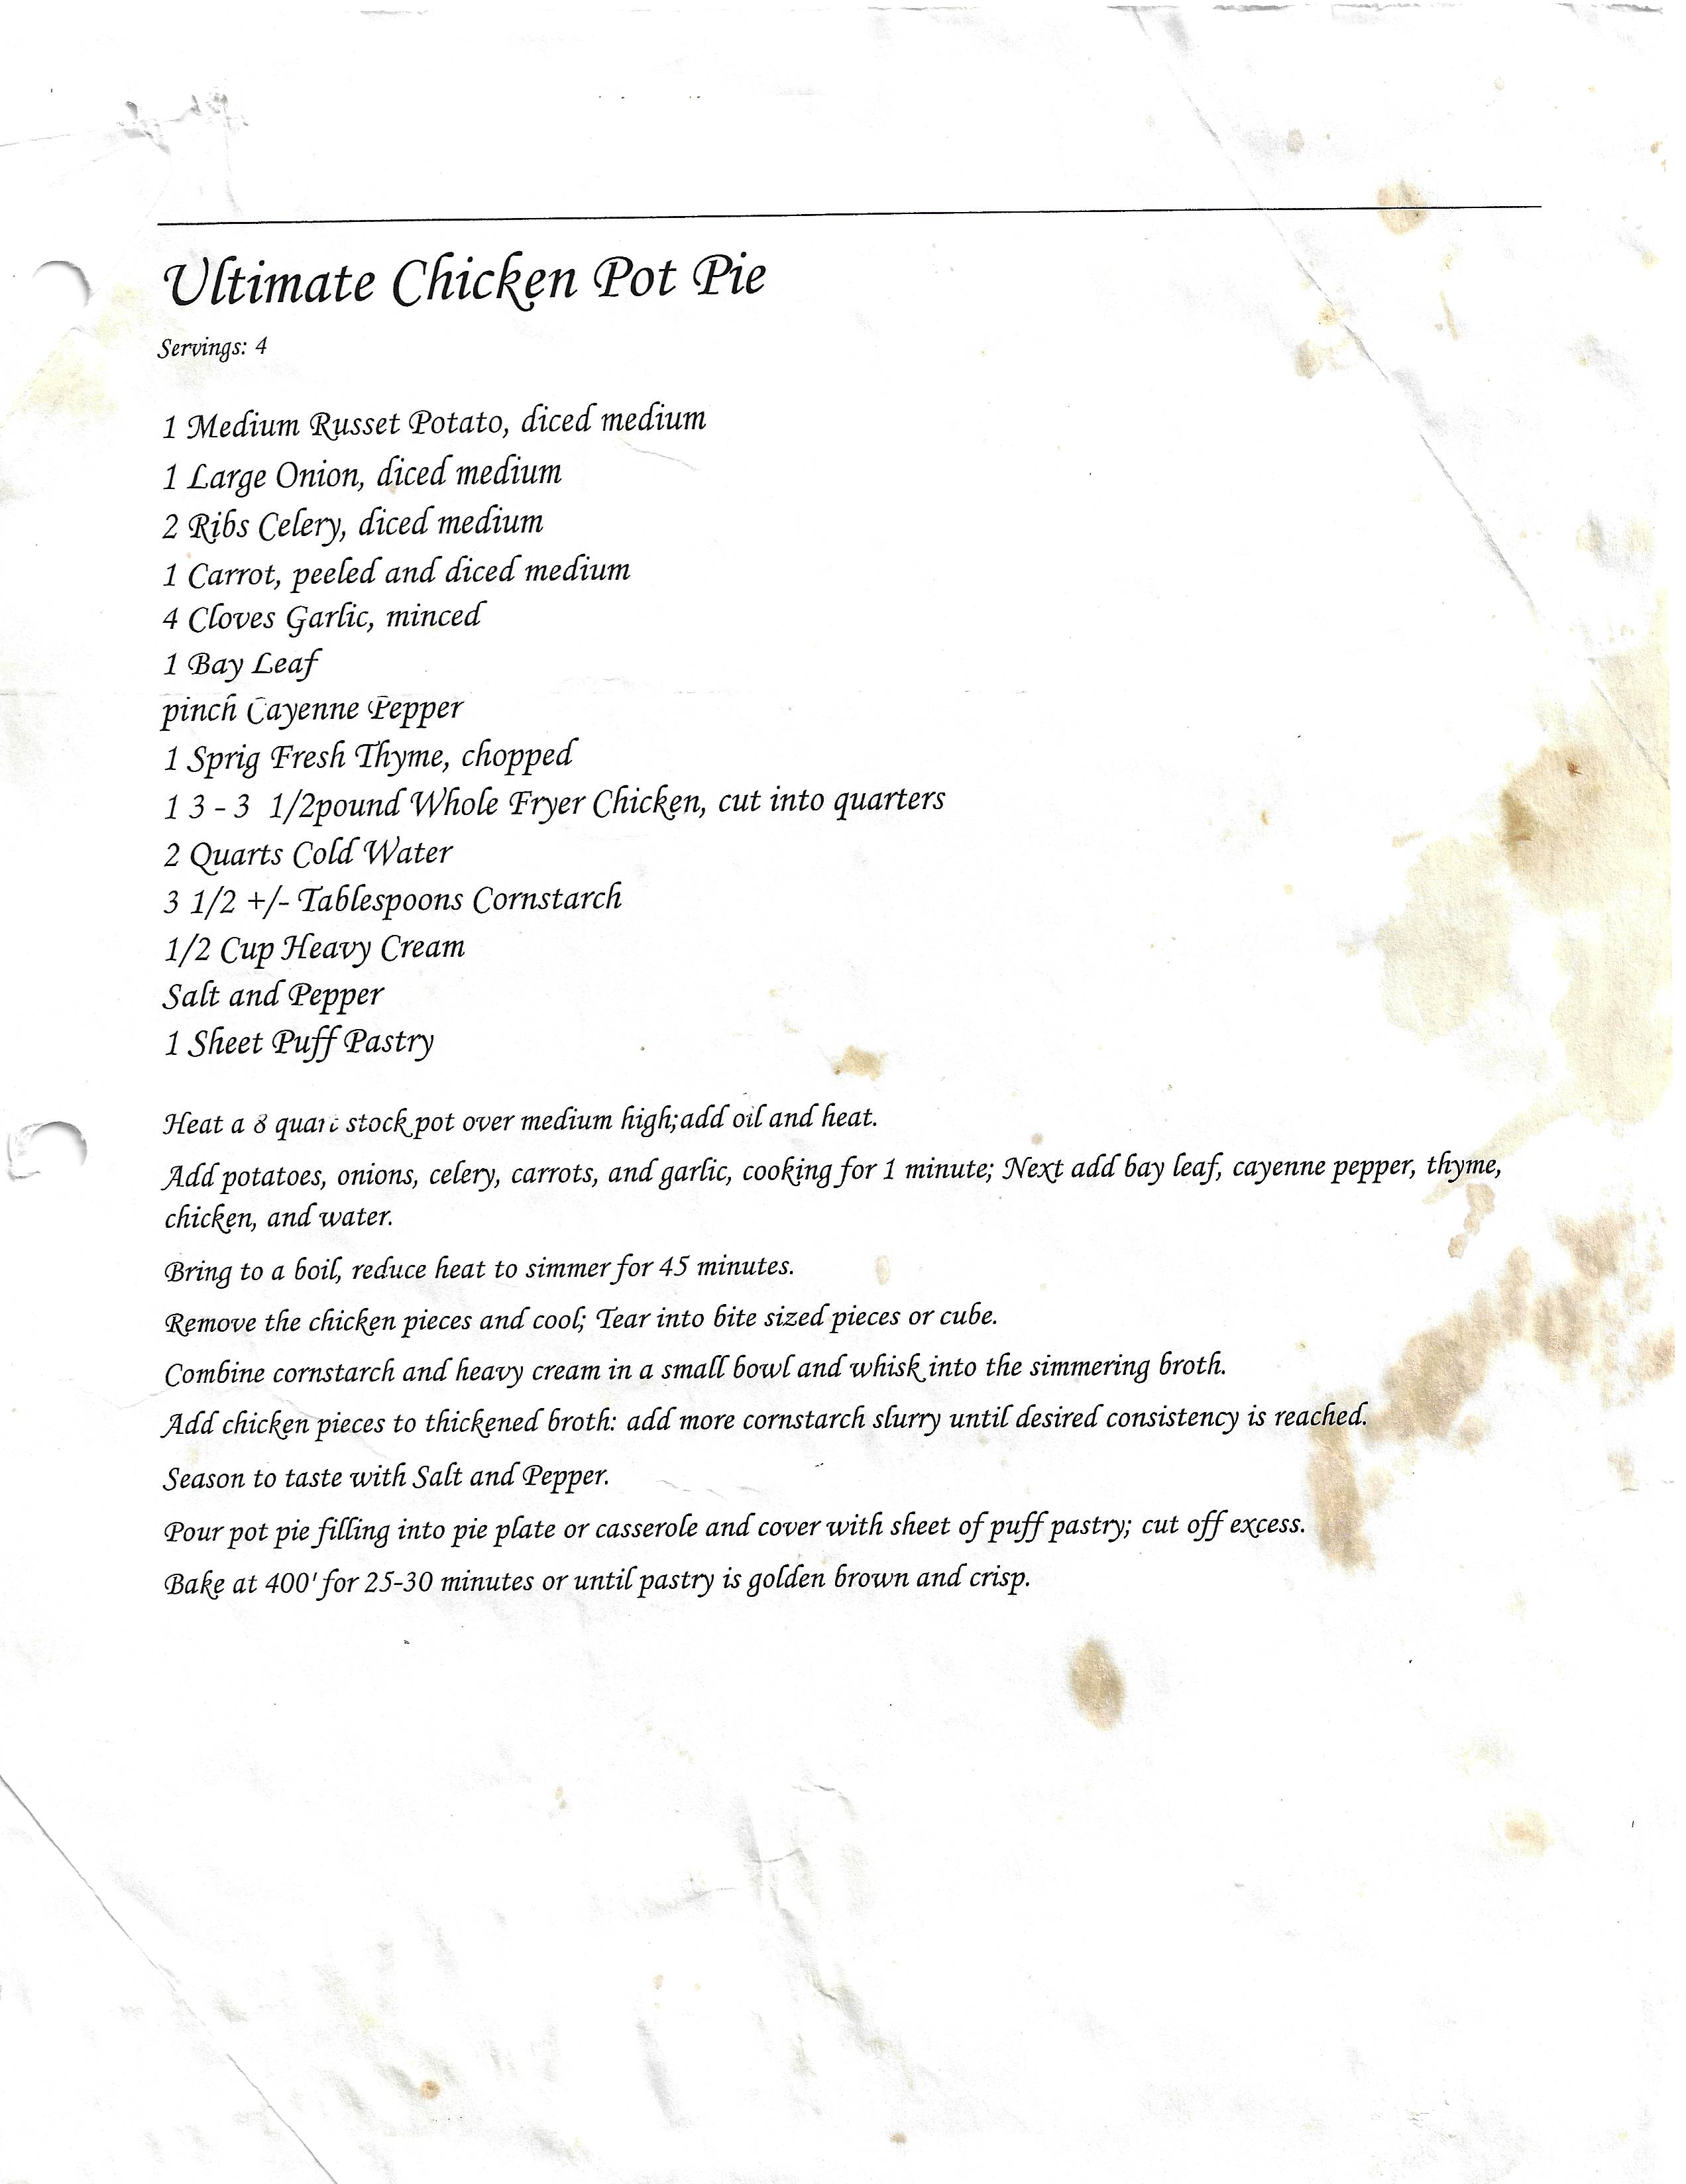 Ultimate Chicken Pot Pie
Servings: 4
1 Medium Russet Potato, diced medium
1 Large Onion, diced medium
2 Ribs Celery, diced medium
1 Carrot, peeled and diced medium
4 Cloves Garlic, minced
1 Bay Leaf
pinch Cayenne Pepper
1 Sprig Fresh Thyme, chopped
1 3 - 3 1/2pound Whole Fryer Chicken, cut into quarters
2 Quarts Cold Water
3 1/2 +/- Tablespoons Cornstarch
1/2 Cup Heavy Cream
Salt and Pepper
1 Sheet Puff Pastry
Heat a 8 quart stock pot over medium high;add oil and heat.
Add potatoes, onions, celery, carrots, and garlic, cooking for 1 minute; Next add bay leaf, cayenne pepper, thyme,
chicken, and water.
Bring to a boil, reduce heat to simmer for 45 minutes.
Remove the chicken pieces and cool; Tear into bite sized pieces or cube.
Combine cornstarch and heavy cream in a small bowl and whisk into the simmering broth.
Add chicken pieces to thickened broth: add more cornstarch slurry until desired consistency is reached.
Season to taste with Salt and Pepper.
Pour pot pie filling into pie plate or casserole and cover with sheet of puff pastry; cut off excess.
Bake at 400' for 25-30 minutes or until pastry is golden brown and crisp.